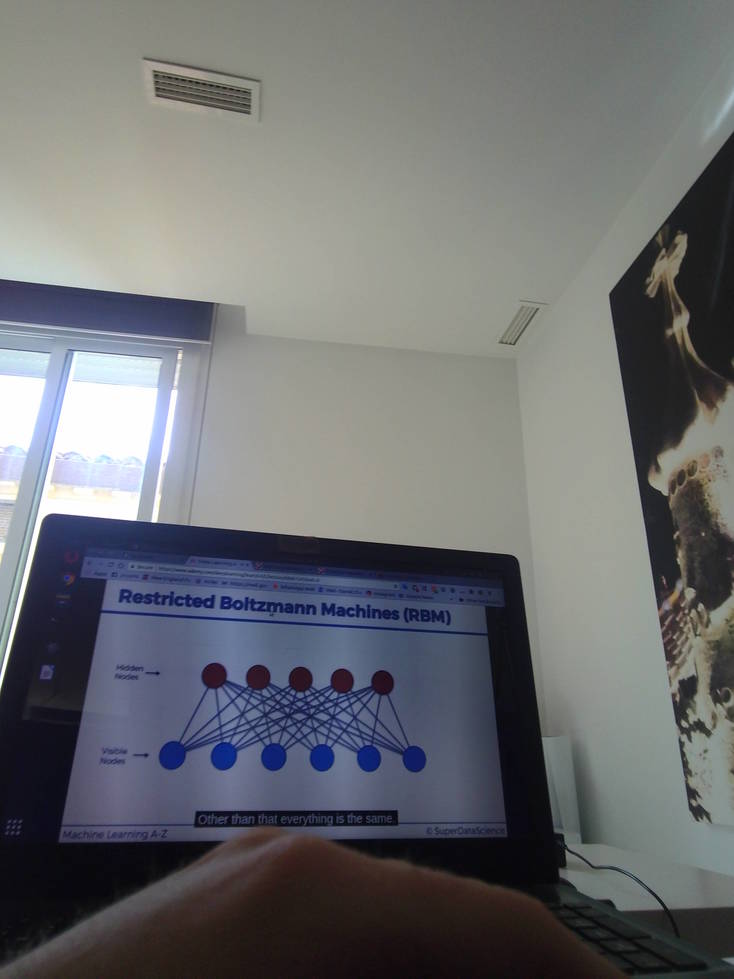 Restricted Boltzmann Machines (RBM)
Hidden
Nodes
Visible
Nodes
Other than that everything is the same.
Machine Learning A-Z
© SuperDataScience